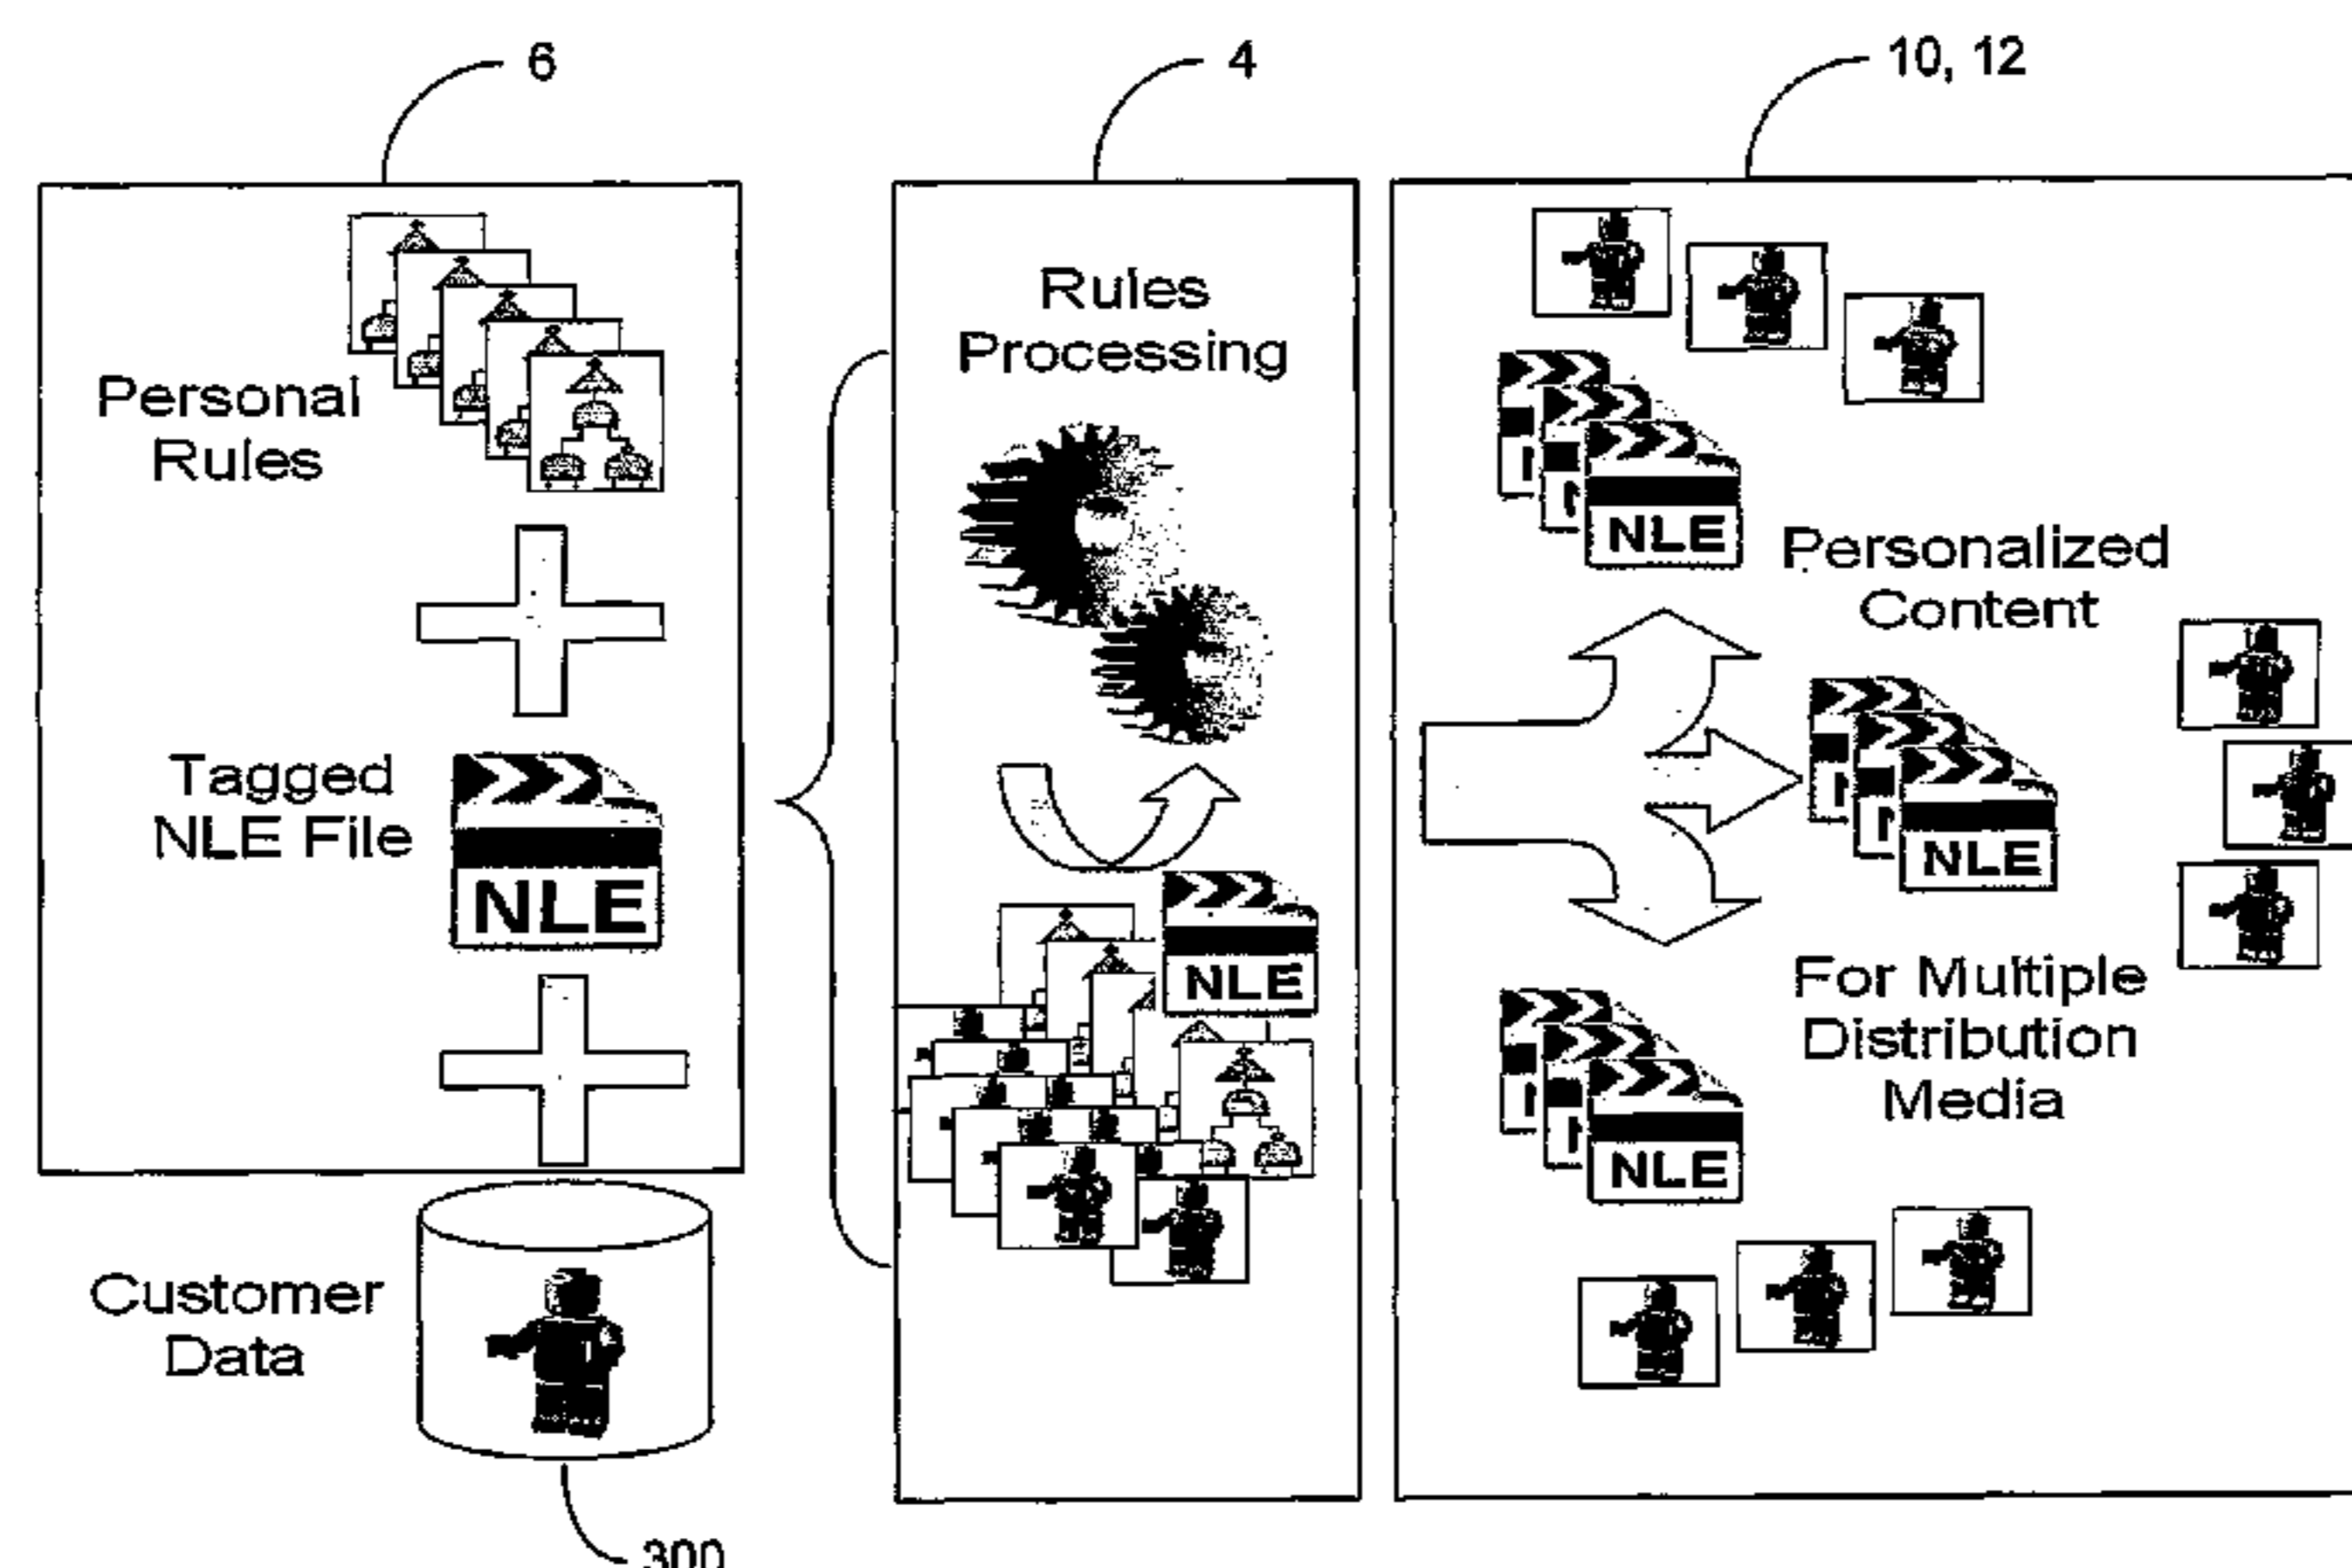 6
4
10, 12
Personal
Rules
Tagged
NLE File
NLE
Customer
Data
300
Rules
Processing
NLE
NLE
Personalized
Content
NLE
For Multiple
Distribution
Media
NLE